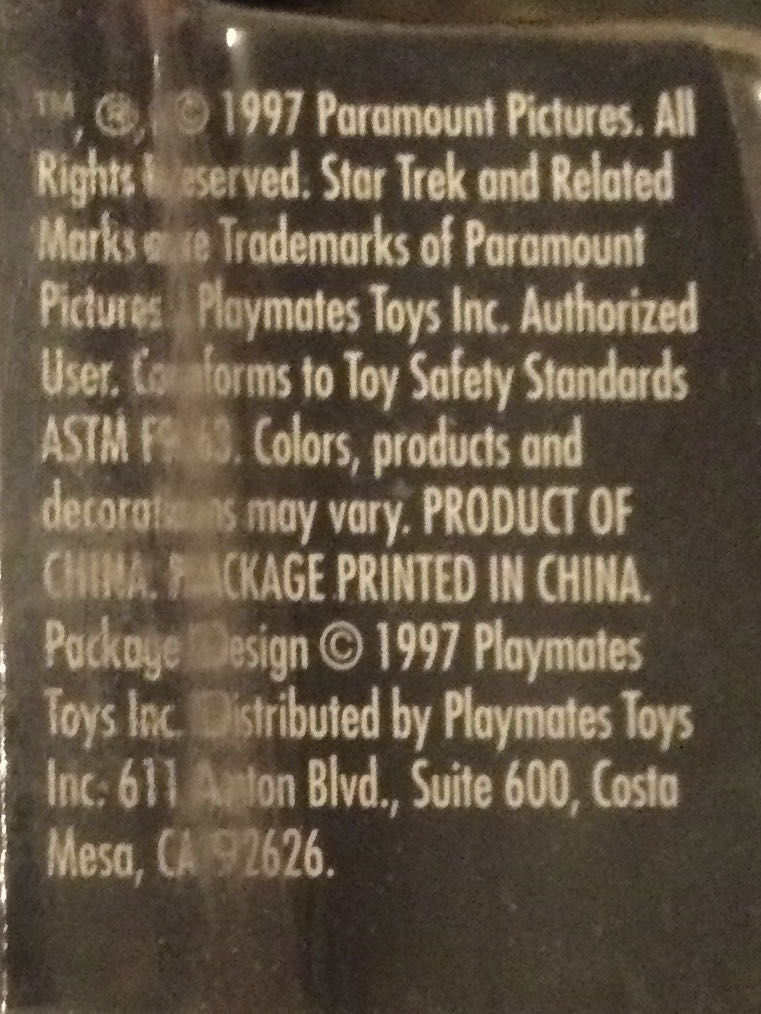 ™, ®, © 1997 Paramount Pictures. All
Rights Reserved. Star Trek and Related
Marks are Trademarks of Paramount
Pictures. Playmates Toys Inc. Authorized
User. Conforms to Toy Safety Standards
ASTM F963. Colors, products and
decorations may vary. PRODUCT OF
CHINA. PACKAGE PRINTED IN CHINA.
Package Design © 1997 Playmates
Toys Inc. Distributed by Playmates Toys
Inc. 611 Anton Blvd., Suite 600, Costa
Mesa, CA 92626.